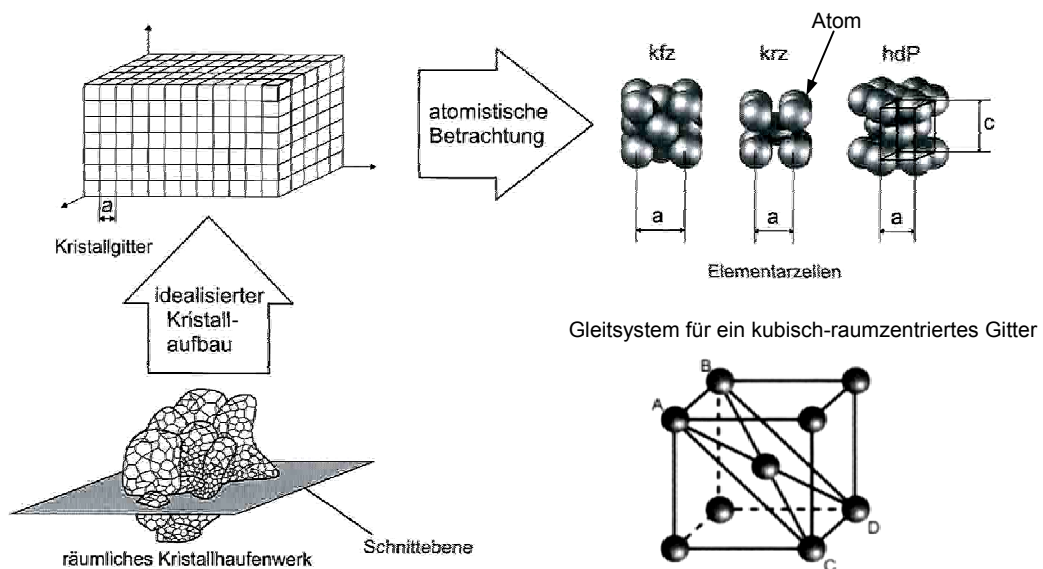 Atom
kfz
krz
hdP
atomistische
Betrachtung
c
a
a
a
a
Kristallgitter
Elementarzellen
idealisierter
Kristall-
aufbau
Gleitsystem für ein kubisch-raumzentriertes Gitter
B
A
D
C
Schnittebene
räumliches Kristallhaufenwerk